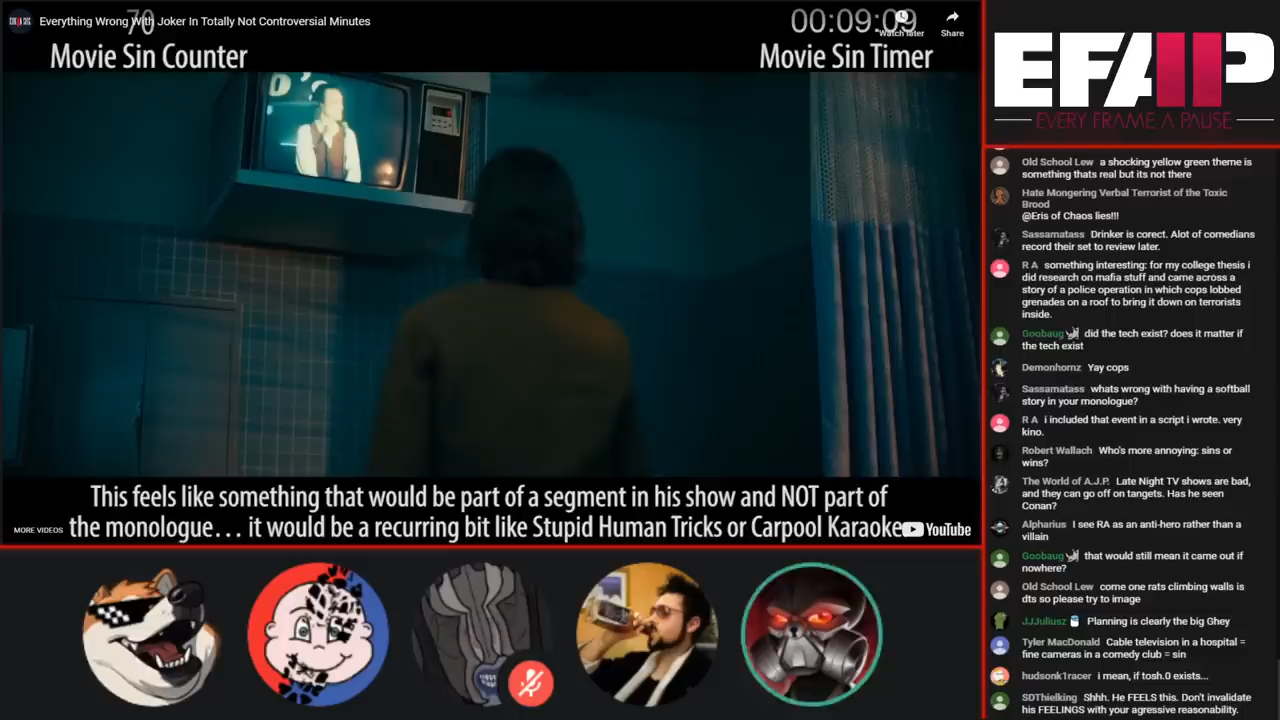 Everything Wrong With Joker In Totally Not Controversial Minutes
70
Movie Sin Counter
00:09:09
Watch later
Share
Movie Sin Timer
D'S
This feels like something that would be part of a segment in his show and NOT part of
the monologue... it would be a recurring bit like Stupid Human Tricks or Carpool Karaoke
MORE VIDEOS
YouTube
EFAP
EVERY FRAME A PAUSE
Old School Lew a shocking yellow green theme is
something thats real but its not there
Hate Mongering Verbal Terrorist of the Toxic
Brood
@Eris of Chaos lies!!!
Sassamatass Drinker is corect. Alot of comedians
record their set to review later.
R A something interesting: for my college thesis i
did research on mafia stuff and came across a
story of a police operation in which cops lobbed
grenades on a roof to bring it down on terrorists
inside.
Goobaug did the tech exist? does it matter if
the tech exist
Demonhornz Yay cops
Sassamatass whats wrong with having a softball
story in your monologue?
R A i included that event in a script i wrote. very
kino.
Robert Wallach Who's more annoying: sins or
wins?
The World of A.J.P. Late Night TV shows are bad,
and they can go off on tangets. Has he seen
Conan?
Alpharius I see RA as an anti-hero rather than a
villain
Goobaug that would still mean it came out if
nowhere?
Old School Lew come one rats climbing walls is
dts so please try to image
JJJuliusz Planning is clearly the big Ghey
Tyler MacDonald Cable television in a hospital =
fine cameras in a comedy club = sin
hudsonk1racer i mean, if tosh.0 exists...
SDThielking Shhh. He FEELS this. Don't invalidate
his FEELINGS with your agressive reasonability.